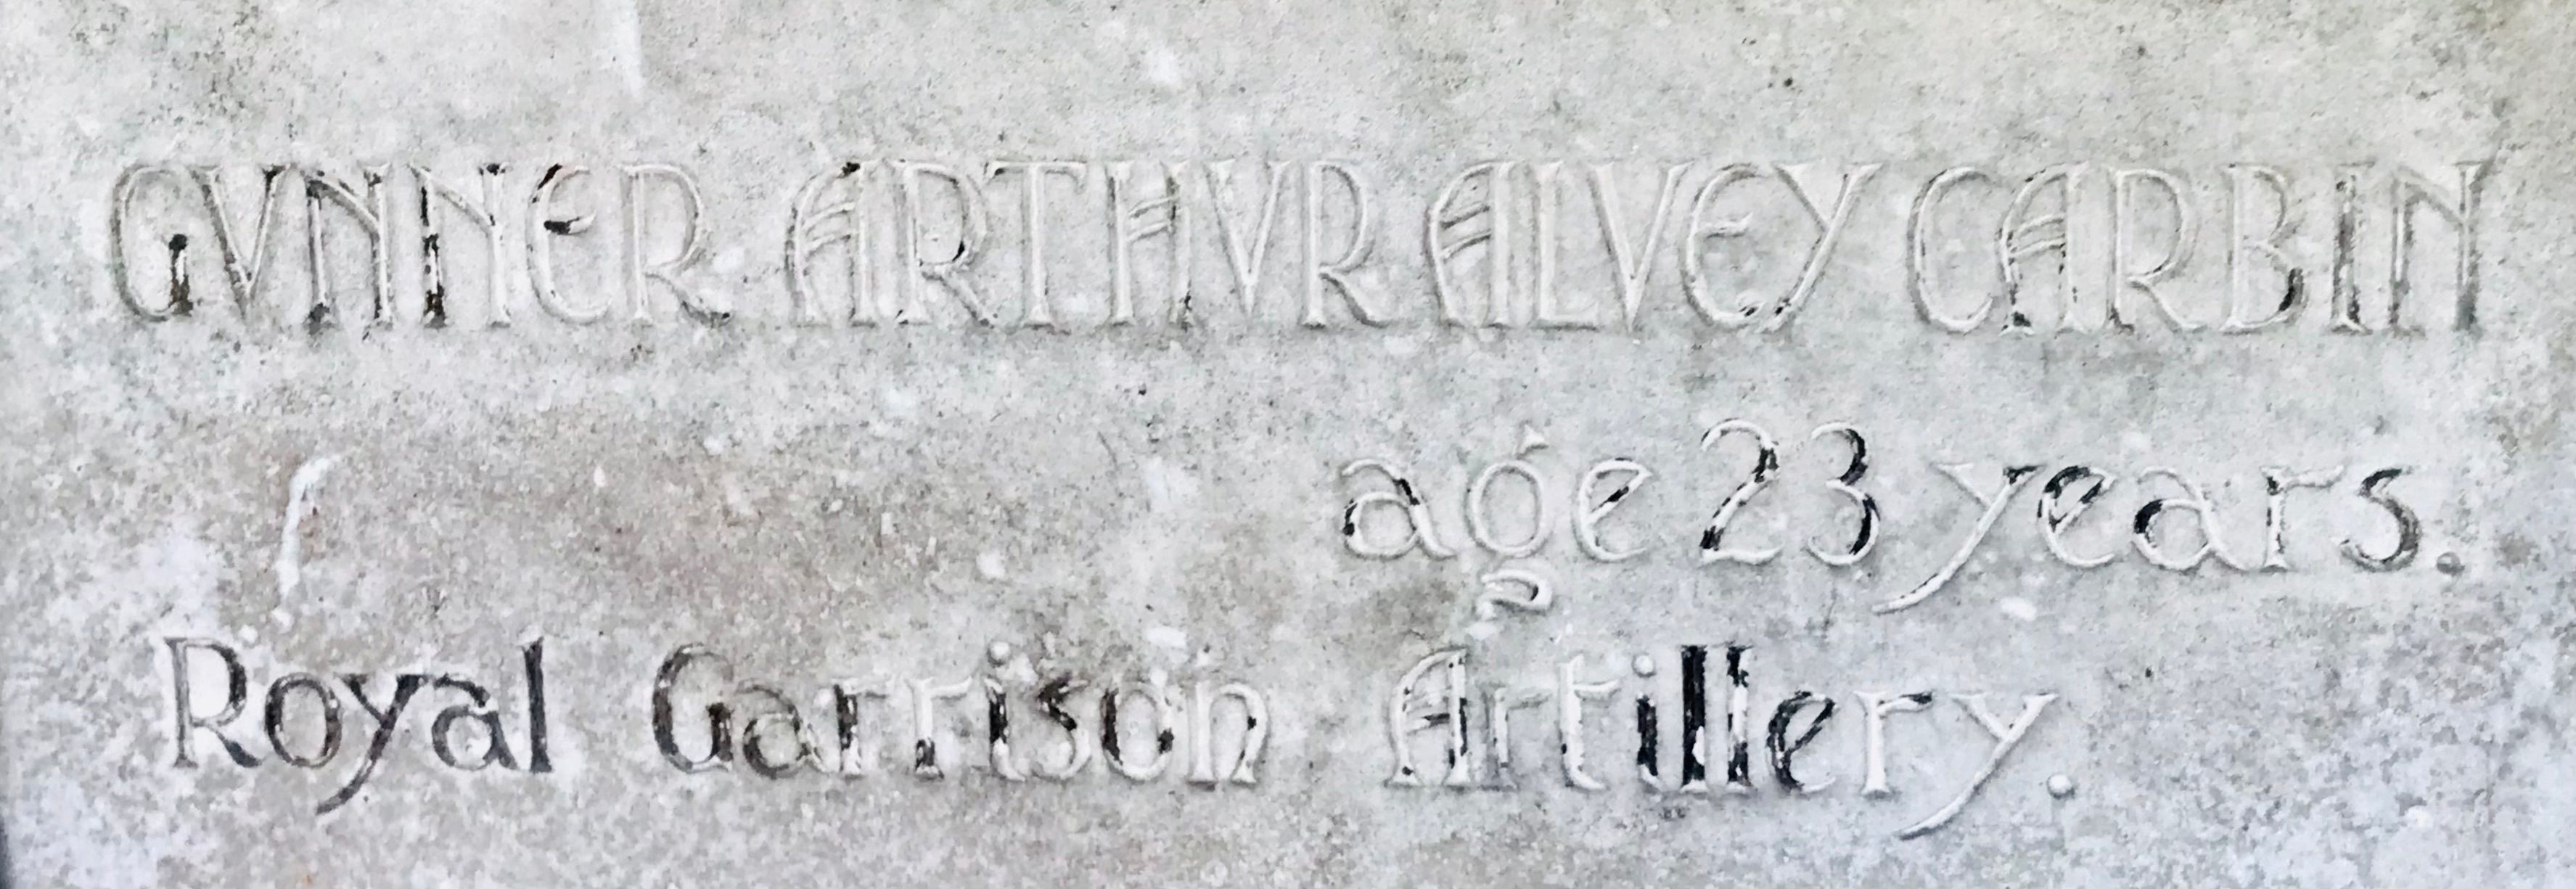 GVNNER ARTHVR ALVEY CARBIN
age 23 years.
Royal Garrison Artillery.